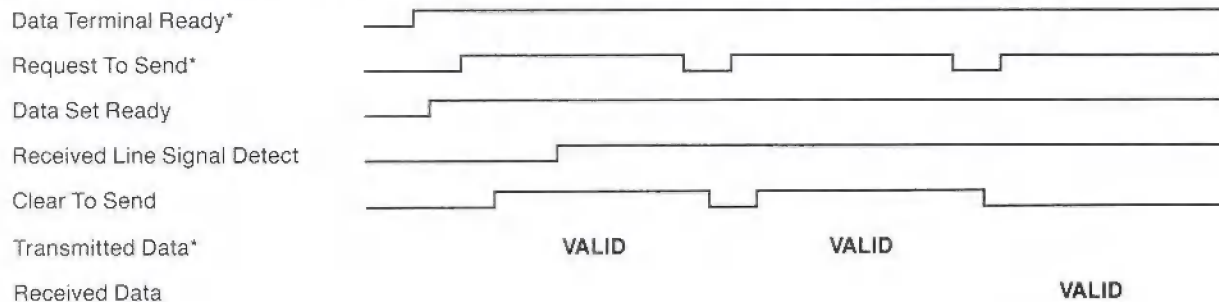 Data Terminal Ready*
Request To Send*
Data Set Ready
Received Line Signal Detect
Clear To Send
Transmitted Data* VALID VALID
Received Data VALID